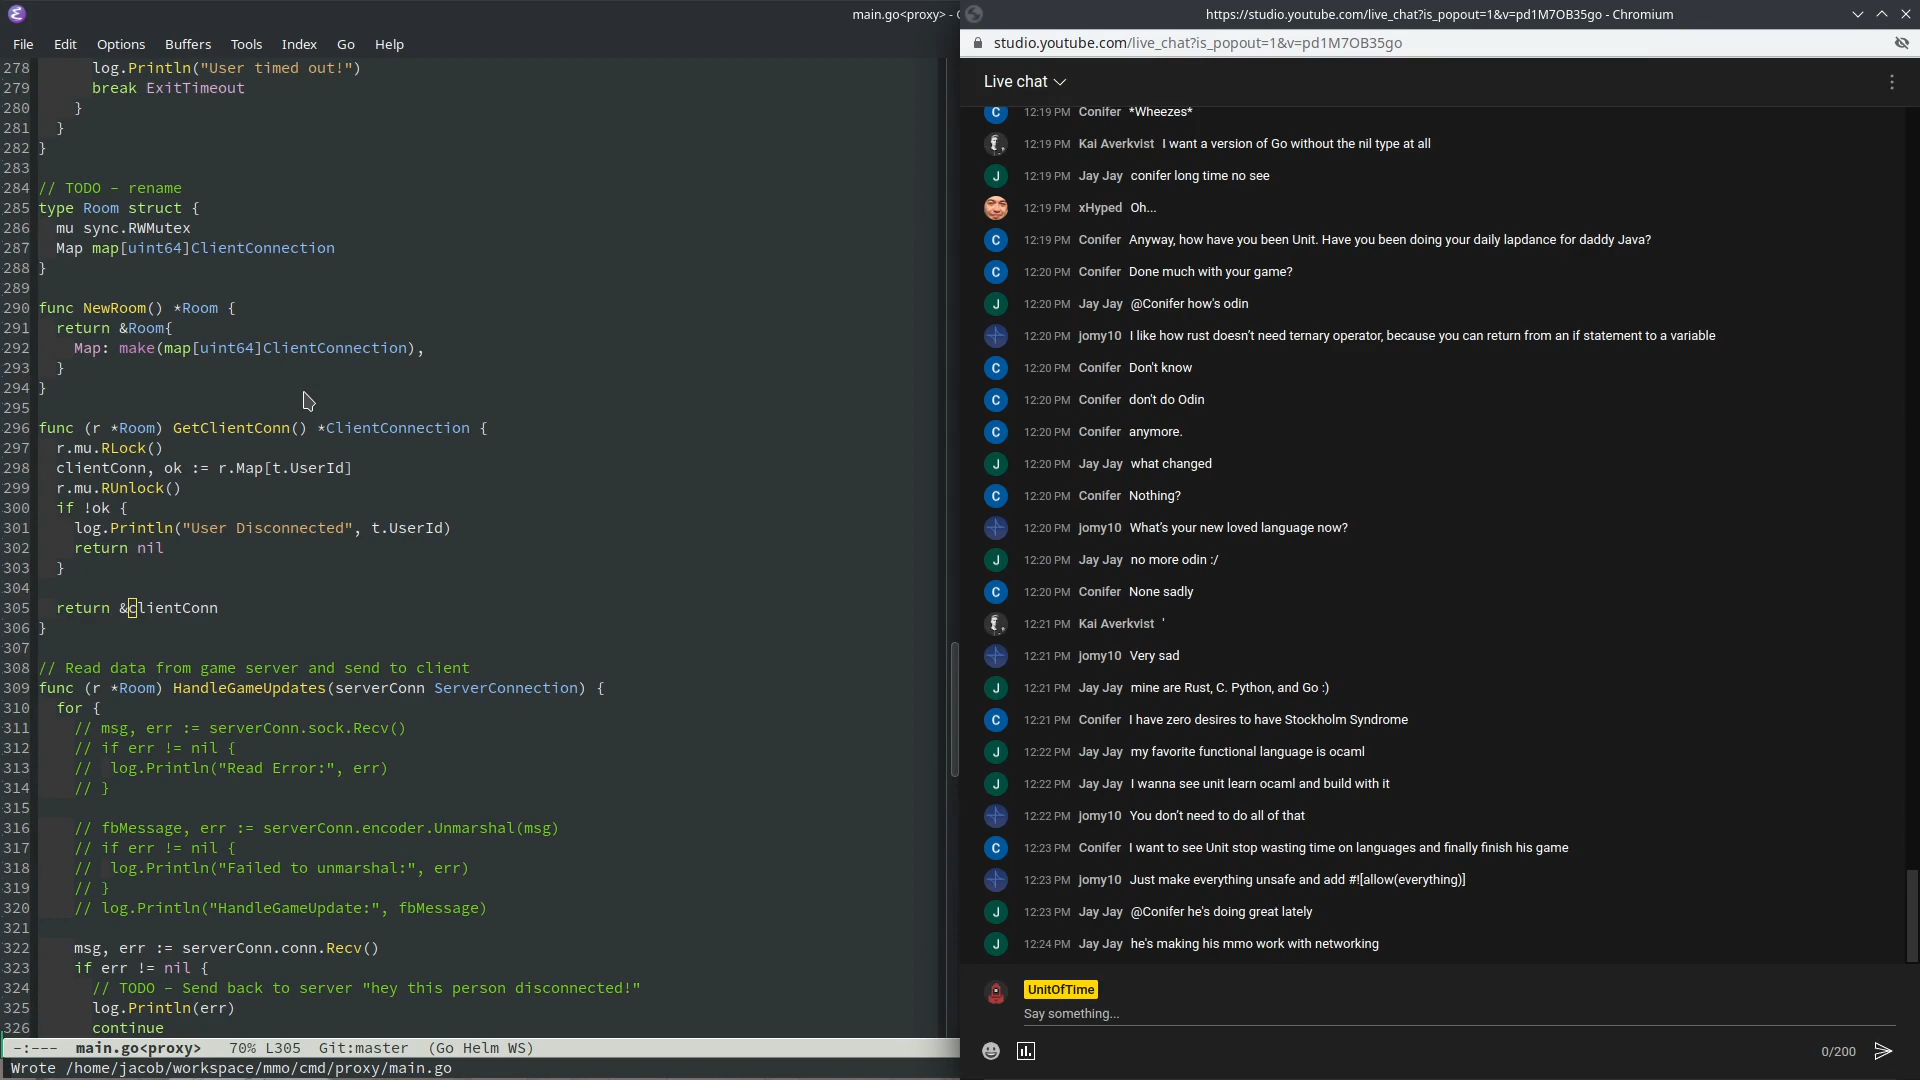 main.go<proxy> -
File Edit Options Buffers Tools Index Go Help
278 log.Println("User timed out!")
279 break ExitTimeout
280 }
281 }
282 }
283
284 // TODO - rename
285 type Room struct {
286 mu sync.RWMutex
287 Map map[uint64]ClientConnection
288 }
289
290 func NewRoom() *Room {
291 return &Room{
292 Map: make(map[uint64]ClientConnection),
293 }
294 }
295
296 func (r *Room) GetClientConn() *ClientConnection {
297 r.mu.RLock()
298 clientConn, ok := r.Map[t.UserId]
299 r.mu.RUnlock()
300 if !ok {
301 log.Println("User Disconnected", t.UserId)
302 return nil
303 }
304
305 return &clientConn
306 }
307
308 // Read data from game server and send to client
309 func (r *Room) HandleGameUpdates(serverConn ServerConnection) {
310 for {
311 // msg, err := serverConn.sock.Recv()
312 // if err != nil {
313 // log.Println("Read Error:", err)
314 // }
315
316 // fbMessage, err := serverConn.encoder.Unmarshal(msg)
317 // if err != nil {
318 // log.Println("Failed to unmarshal:", err)
319 // }
320 // log.Println("HandleGameUpdate:", fbMessage)
321
322 msg, err := serverConn.conn.Recv()
323 if err != nil {
324 // TODO - Send back to server "hey this person disconnected!"
325 log.Println(err)
326 continue
-:--- main.go<proxy> 70% L305 Git:master (Go Helm WS)
Wrote /home/jacob/workspace/mmo/cmd/proxy/main.go
https://studio.youtube.com/live_chat?is_popout=1&v=pd1M7OB35go - Chromium
studio.youtube.com/live_chat?is_popout=1&v=pd1M7OB35go
Live chat
C 12:19 PM Conifer *Wheezes*
12:19 PM Kai Averkvist I want a version of Go without the nil type at all
J 12:19 PM Jay Jay conifer long time no see
12:19 PM xHyped Oh...
C 12:19 PM Conifer Anyway, how have you been Unit. Have you been doing your daily lapdance for daddy Java?
C 12:20 PM Conifer Done much with your game?
J 12:20 PM Jay Jay @Conifer how's odin
12:20 PM jomy10 I like how rust doesn't need ternary operator, because you can return from an if statement to a variable
C 12:20 PM Conifer Don't know
C 12:20 PM Conifer don't do Odin
C 12:20 PM Conifer anymore.
J 12:20 PM Jay Jay what changed
C 12:20 PM Conifer Nothing?
12:20 PM jomy10 What's your new loved language now?
J 12:20 PM Jay Jay no more odin :/
C 12:20 PM Conifer None sadly
12:21 PM Kai Averkvist '
12:21 PM jomy10 Very sad
J 12:21 PM Jay Jay mine are Rust, C. Python, and Go :)
C 12:21 PM Conifer I have zero desires to have Stockholm Syndrome
J 12:22 PM Jay Jay my favorite functional language is ocaml
J 12:22 PM Jay Jay I wanna see unit learn ocaml and build with it
12:22 PM jomy10 You don't need to do all of that
C 12:23 PM Conifer I want to see Unit stop wasting time on languages and finally finish his game
12:23 PM jomy10 Just make everything unsafe and add #![allow(everything)]
J 12:23 PM Jay Jay @Conifer he's doing great lately
J 12:24 PM Jay Jay he's making his mmo work with networking
UnitOfTime
Say something...
0/200